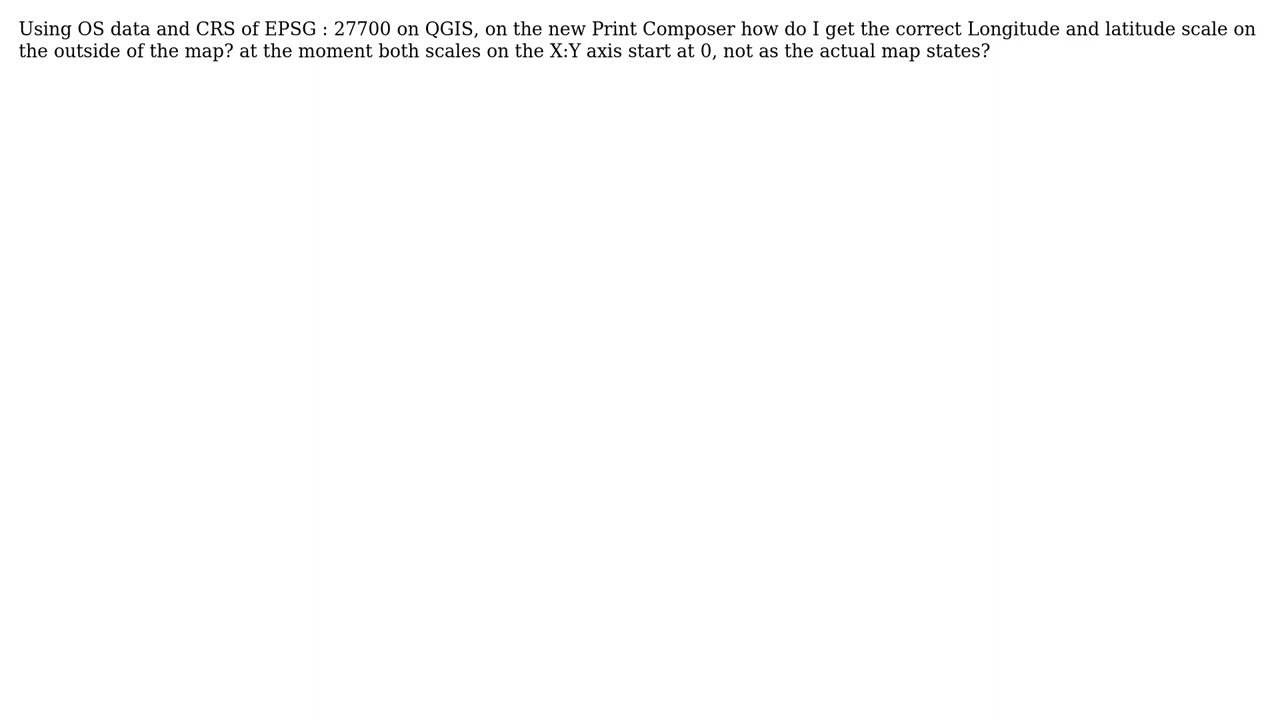 Using OS data and CRS of EPSG : 27700 on QGIS, on the new Print Composer how do I get the correct Longitude and latitude scale on
the outside of the map? at the moment both scales on the X:Y axis start at 0, not as the actual map states?